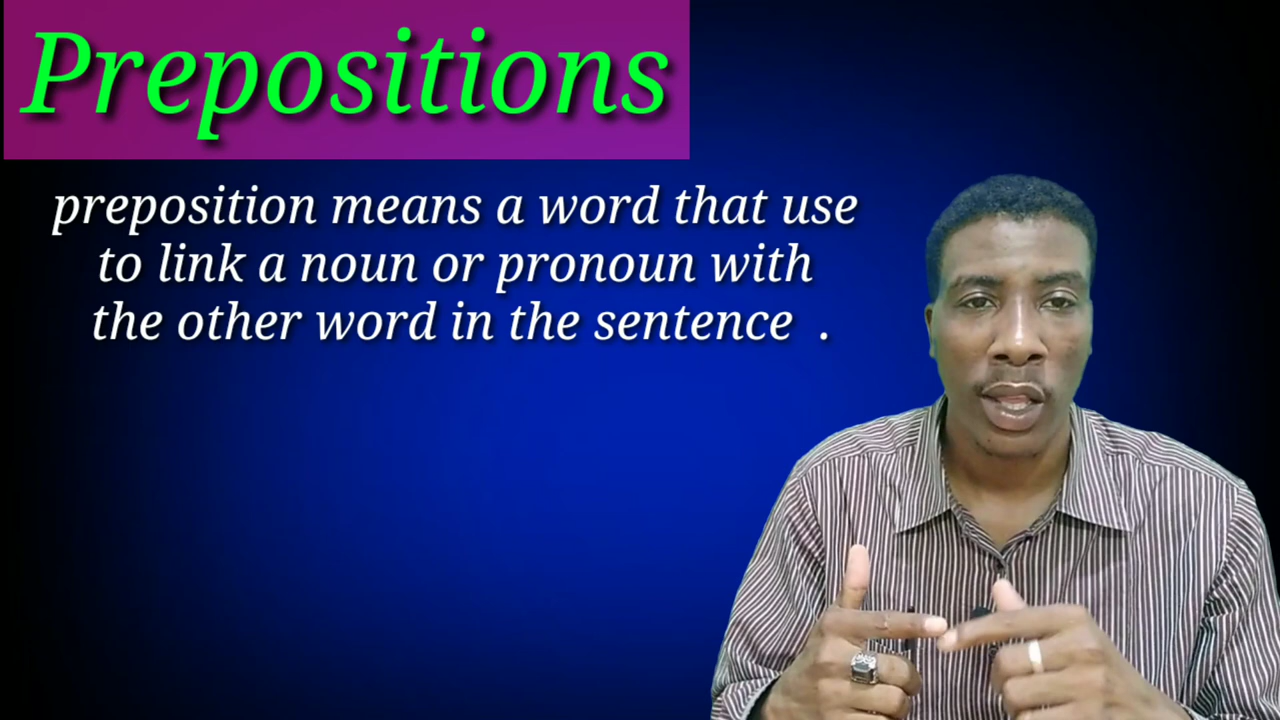 Prepositions
preposition means a word that use
to link a noun or pronoun with
the other word in the sentence  .